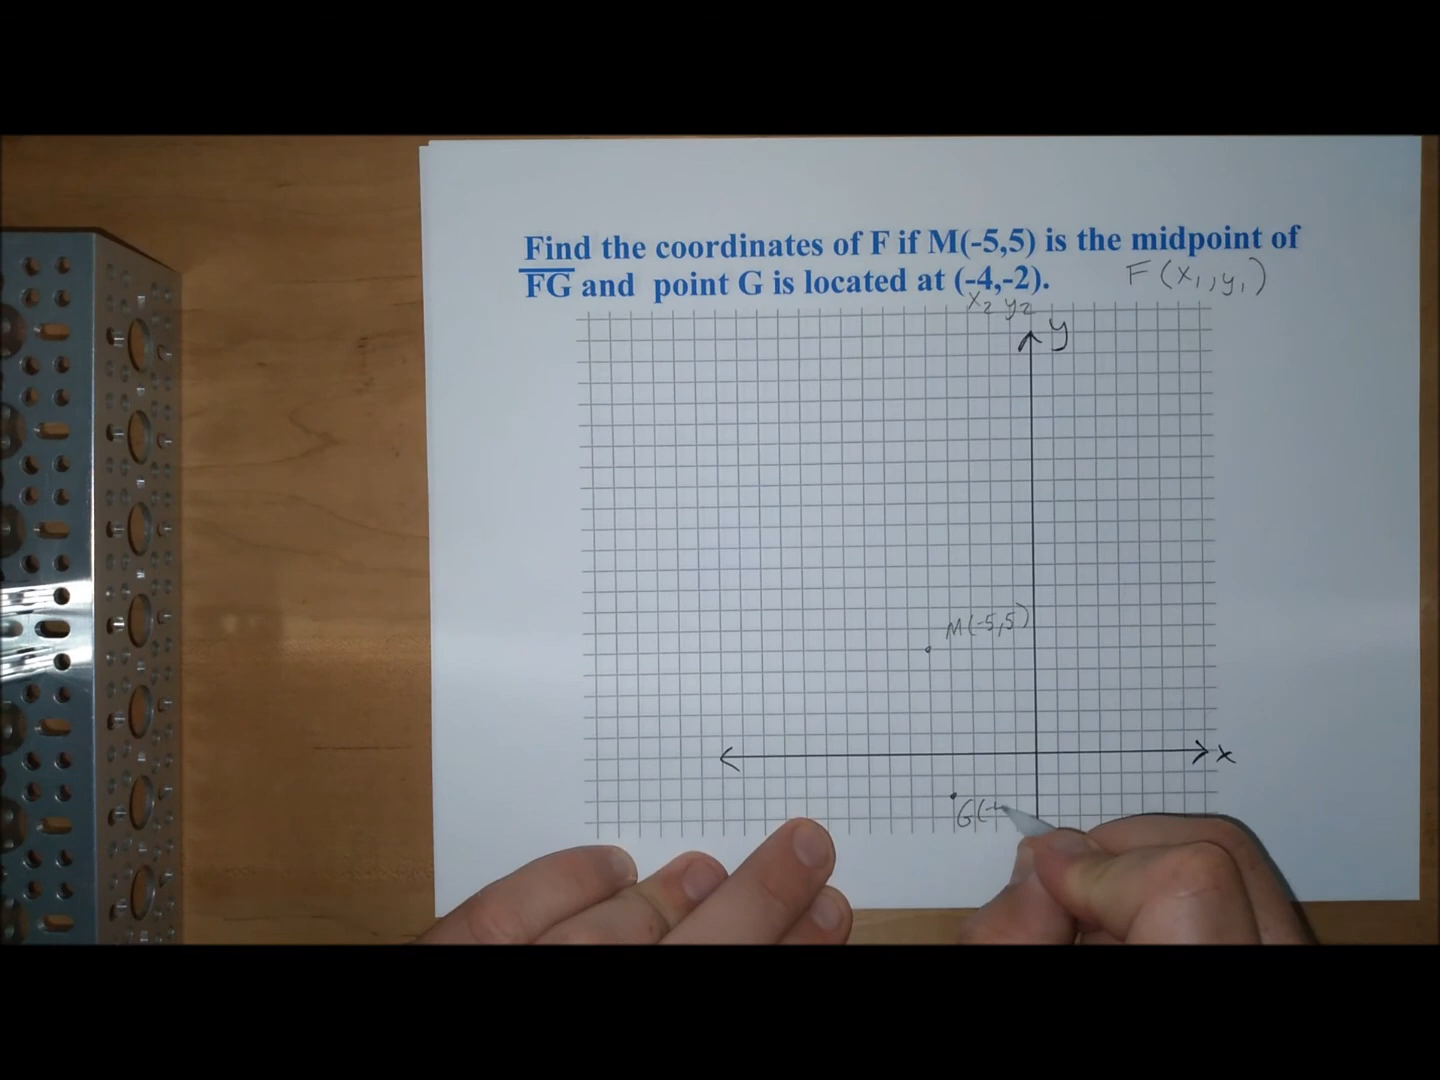 Find the coordinates of F if M(-5,5) is the midpoint of
FG and point G is located at (-4,-2).
F(x₁,y₁)
x₂ y₂
y
M(-5,5)
x
G(-